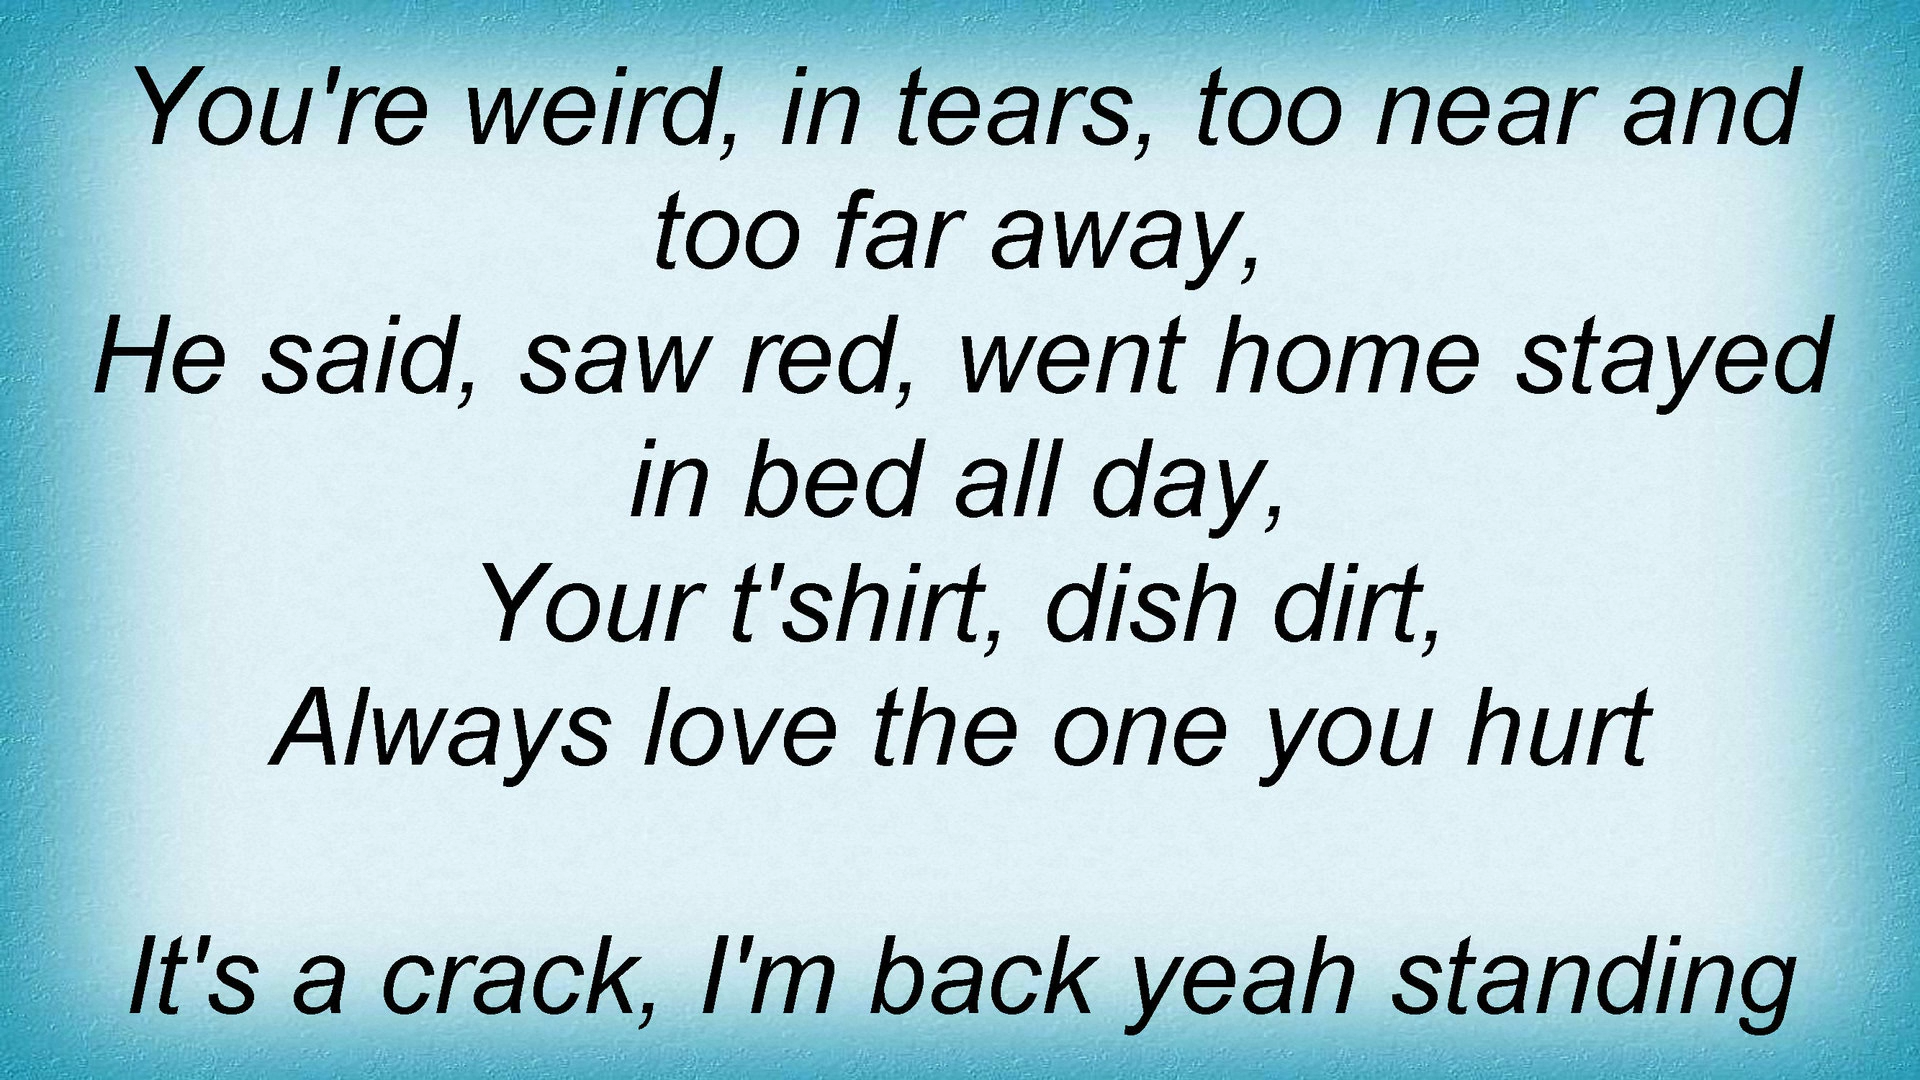 You're weird, in tears, too near and
too far away,
He said, saw red, went home stayed
in bed all day,
Your t'shirt, dish dirt,
Always love the one you hurt
It's a crack, I'm back yeah standing